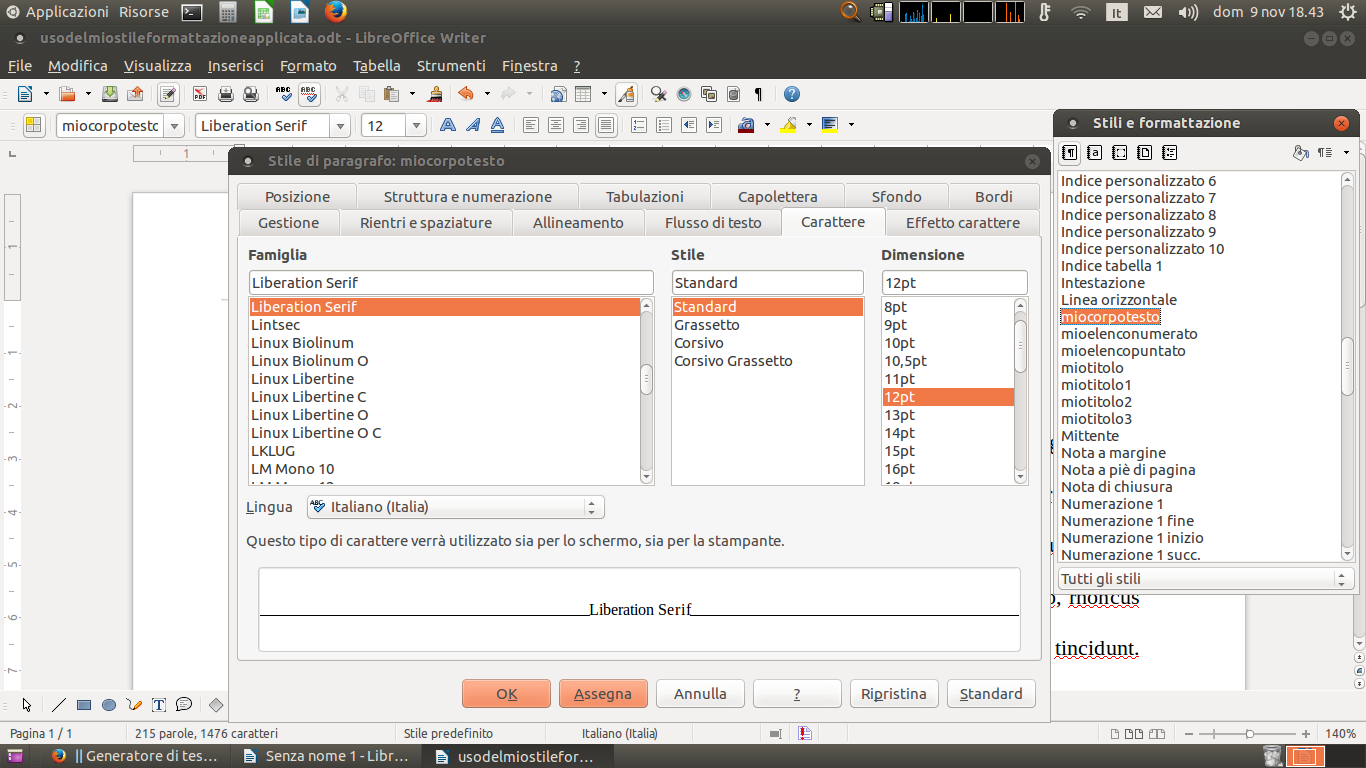 Applicazioni Risorse It dom 9 nov 18.43
usodelmiostileformattazioneapplicata.odt - LibreOffice Writer
File Modifica Visualizza Inserisci Formato Tabella Strumenti Finestra ?
miocorpotesto Liberation Serif 12
Stili e formattazione
Indice personalizzato 6
Indice personalizzato 7
Indice personalizzato 8
Indice personalizzato 9
Indice personalizzato 10
Indice tabella 1
Intestazione
Linea orizzontale
miocorpotesto
mioelenconumerato
mioelencopuntato
miotitolo
miotitolo1
miotitolo2
miotitolo3
Mittente
Nota a margine
Nota a piè di pagina
Nota di chiusura
Numerazione 1
Numerazione 1 fine
Numerazione 1 inizio
Numerazione 1 succ.
Tutti gli stili
Stile di paragrafo: miocorpotesto
Posizione Struttura e numerazione Tabulazioni Capolettera Sfondo Bordi
Gestione Rientri e spaziature Allineamento Flusso di testo Carattere Effetto carattere
Famiglia Stile Dimensione
Liberation Serif Standard 12pt
Liberation Serif Standard 8pt
Lintsec Grassetto 9pt
Linux Biolinum Corsivo 10pt
Linux Biolinum O Corsivo Grassetto 10,5pt
Linux Libertine 11pt
Linux Libertine C 12pt
Linux Libertine O 13pt
Linux Libertine O C 14pt
LKLUG 15pt
LM Mono 10 16pt
Lingua Italiano (Italia)
Questo tipo di carattere verrà utilizzato sia per lo schermo, sia per la stampante.
Liberation Serif
OK Assegna Annulla ? Ripristina Standard
rhoncus
tincidunt.
Pagina 1 / 1 215 parole, 1476 caratteri Stile predefinito Italiano (Italia) 140%
|| Generatore di tes... Senza nome 1 - Libr... usodelmiostilefor...